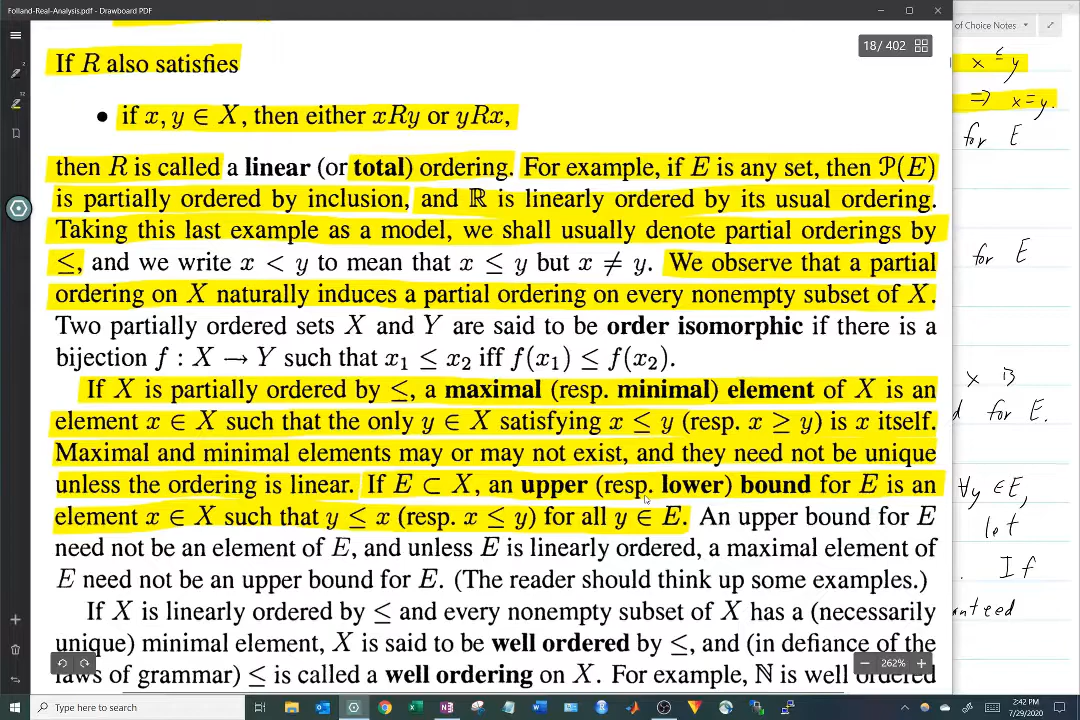 Folland-Real-Analysis.pdf - Drawboard PDF
of Choice Notes
18 / 402
If R also satisfies
• if x, y ∈ X, then either xRy or yRx,
then R is called a linear (or total) ordering. For example, if E is any set, then P(E)
is partially ordered by inclusion, and ℝ is linearly ordered by its usual ordering.
Taking this last example as a model, we shall usually denote partial orderings by
≤, and we write x < y to mean that x ≤ y but x ≠ y. We observe that a partial
ordering on X naturally induces a partial ordering on every nonempty subset of X.
Two partially ordered sets X and Y are said to be order isomorphic if there is a
bijection f : X → Y such that x₁ ≤ x₂ iff f(x₁) ≤ f(x₂).
If X is partially ordered by ≤, a maximal (resp. minimal) element of X is an
element x ∈ X such that the only y ∈ X satisfying x ≤ y (resp. x ≥ y) is x itself.
Maximal and minimal elements may or may not exist, and they need not be unique
unless the ordering is linear. If E ⊂ X, an upper (resp. lower) bound for E is an
element x ∈ X such that y ≤ x (resp. x ≤ y) for all y ∈ E. An upper bound for E
need not be an element of E, and unless E is linearly ordered, a maximal element of
E need not be an upper bound for E. (The reader should think up some examples.)
If X is linearly ordered by ≤ and every nonempty subset of X has a (necessarily
unique) minimal element, X is said to be well ordered by ≤, and (in defiance of the
laws of grammar) ≤ is called a well ordering on X. For example, ℕ is well ordered
262%
x ≤ y
⇒ x = y.
for E
for E
x B
for E.
∀y ∈ E,
let
. If
anteed
Type here to search
2:42 PM
7/29/2020